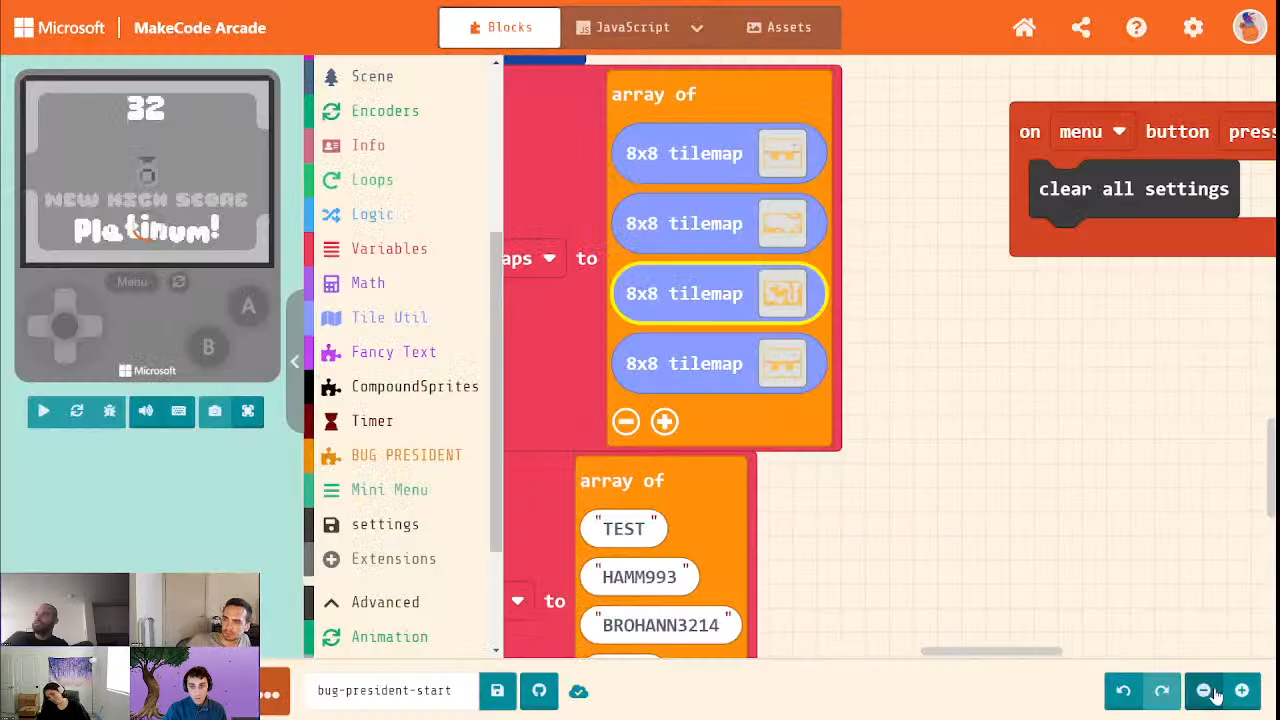 Microsoft
MakeCode Arcade
Blocks
JavaScript
Assets
32
NEW HIGH SCORE
Platinum!
Menu
A
B
Microsoft
Scene
Encoders
Info
Loops
Logic
Variables
Math
Tile Util
Fancy Text
CompoundSprites
Timer
BUG PRESIDENT
Mini Menu
settings
Extensions
Advanced
Animation
array of
8x8 tilemap
8x8 tilemap
aps to
8x8 tilemap
8x8 tilemap
array of
"TEST"
"HAMM993"
to
"BROHANN3214"
on menu button press
clear all settings
bug-president-start